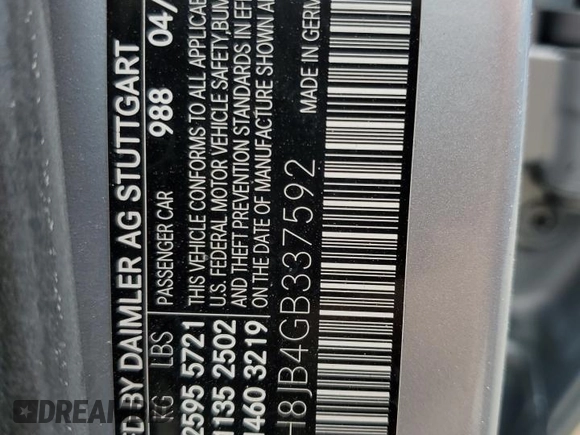 D BY DAIMLER AG STUTTGART
PASSENGER CAR 988 04/
G LBS
2595 5721
1135 2502
1460 3219
THIS VEHICLE CONFORMS TO ALL APPLICABLE
U.S. FEDERAL MOTOR VEHICLE SAFETY, BUM
AND THEFT PREVENTION STANDARDS IN EFF
ON THE DATE OF MANUFACTURE SHOWN AB
H8JB4GB337592
MADE IN GERM
DREAM